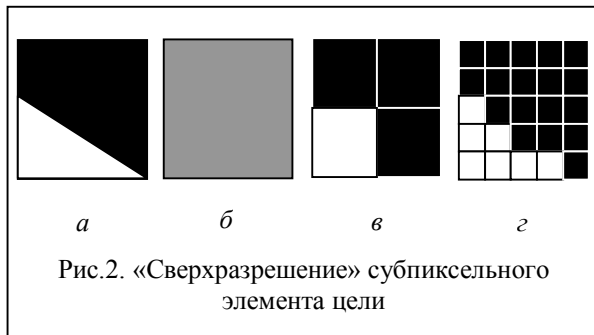 а б в г
Рис.2. «Сверхразрешение» субпиксельного
элемента цели